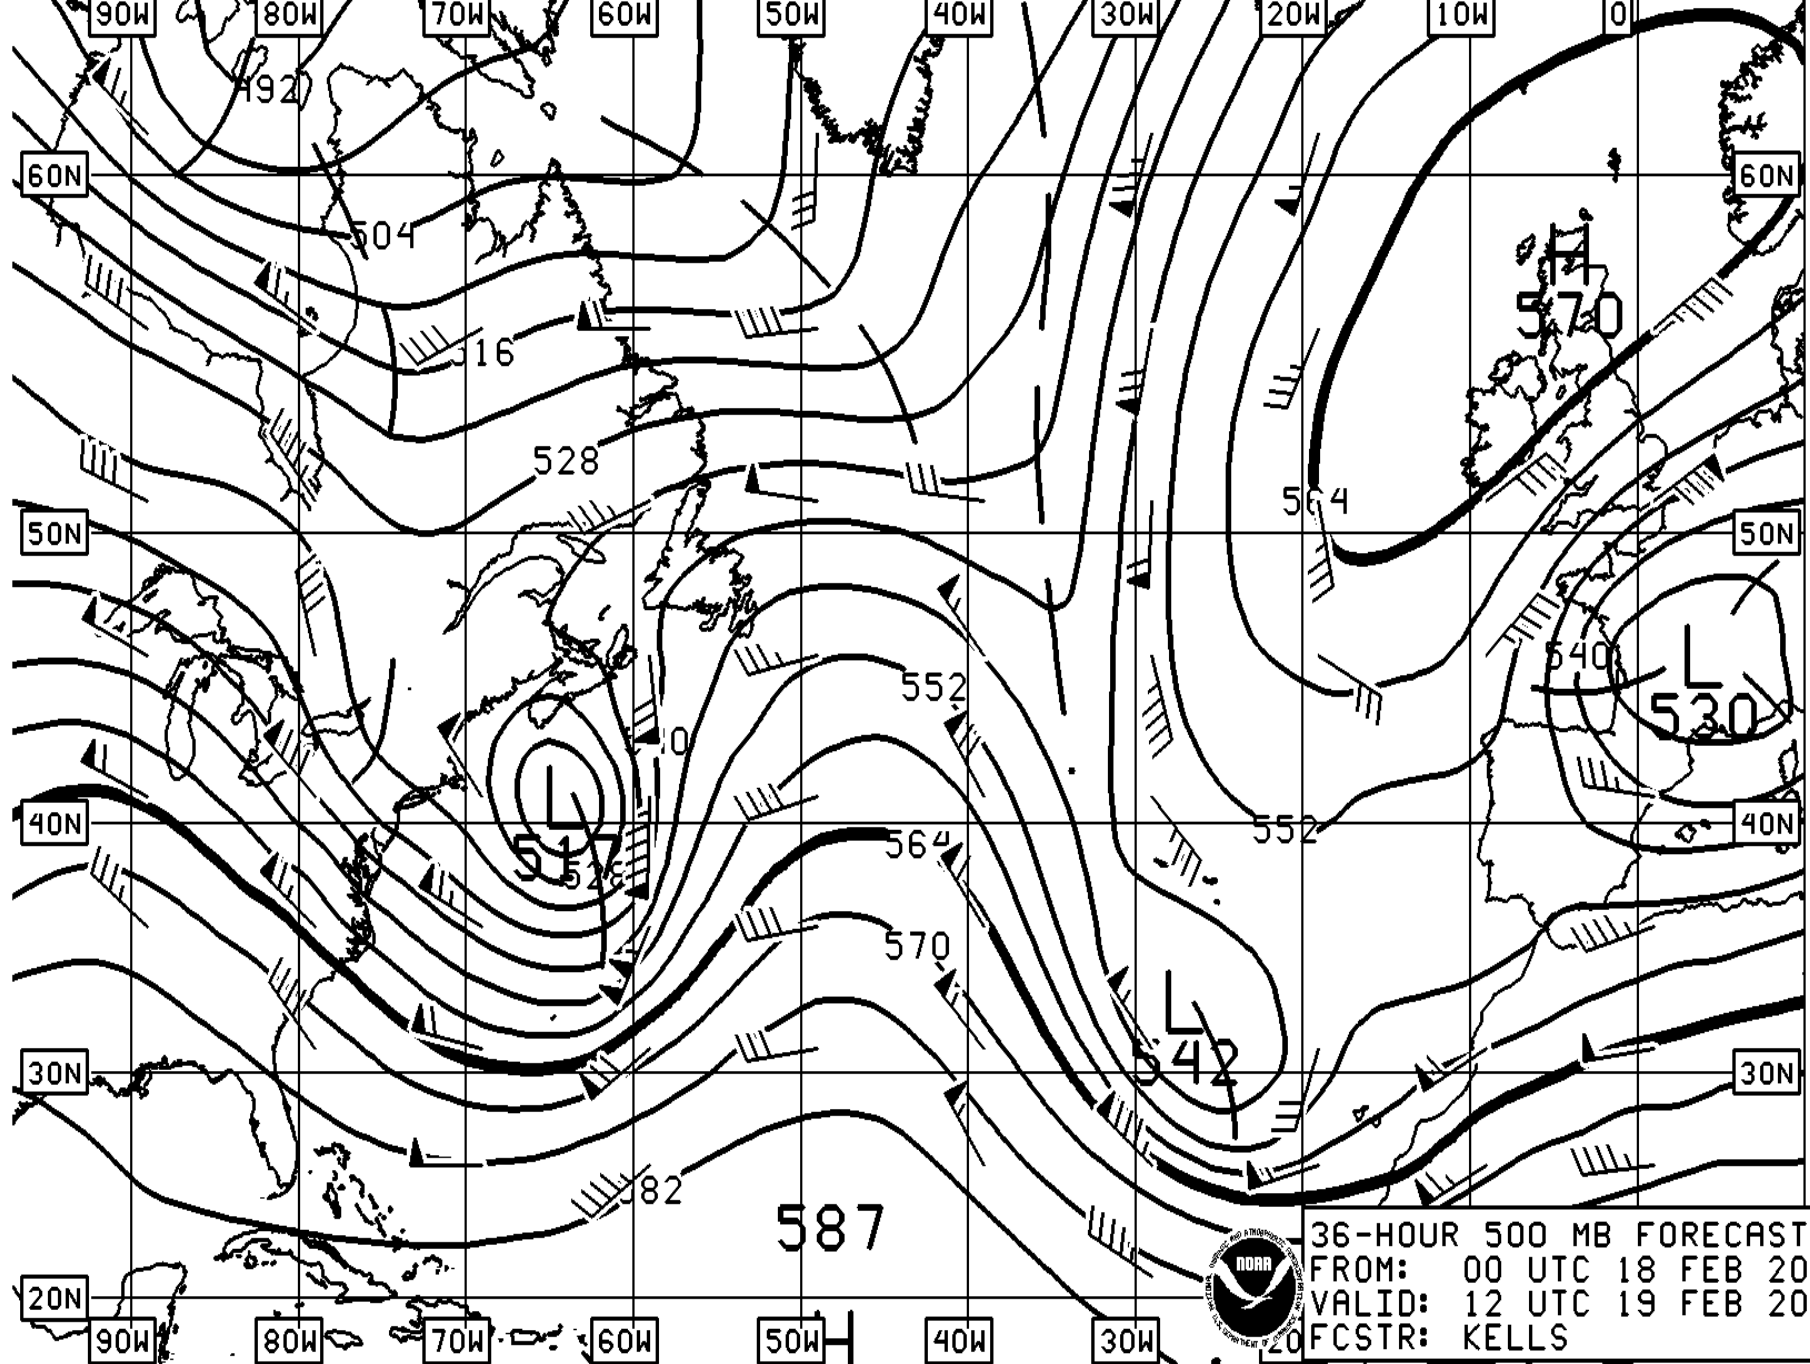 90W 80W 70W 60W 50W 40W 30W 20W 10W 0
492
60N 60N
504
H
570
516
528
564
50N 50N
540
L
530
552
L
517
528
40N 552 40N
564
570
L
542
30N 30N
582
587
NOAA
36-HOUR 500 MB FORECAST
FROM: 00 UTC 18 FEB 20
VALID: 12 UTC 19 FEB 20
FCSTR: KELLS
20N
90W 80W 70W 60W 50W H 40W 30W 20